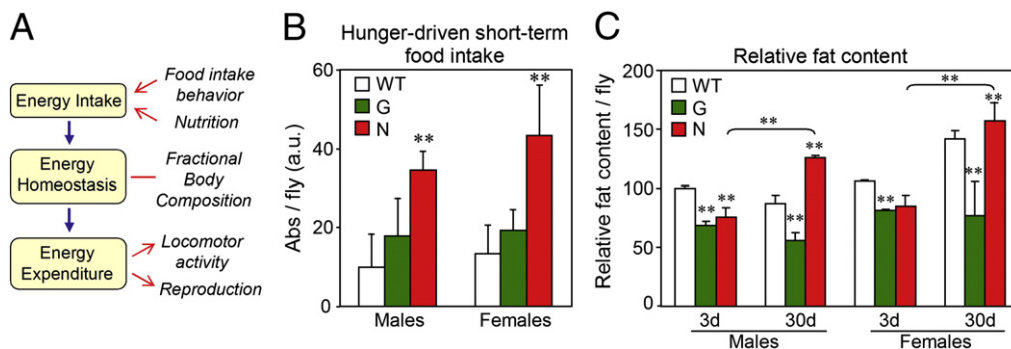 A
Energy Intake
Food intake
behavior
Nutrition
Energy
Homeostasis
Fractional
Body
Composition
Energy
Expenditure
Locomotor
activity
Reproduction
B
Hunger-driven short-term
food intake
Abs / fly (a.u.)
60
40
20
0
WT
G
N
**
**
Males
Females
C
Relative fat content
Relative fat content / fly
200
150
100
50
0
WT
G
N
**
**
**
**
**
**
**
**
**
3d
30d
3d
30d
Males
Females